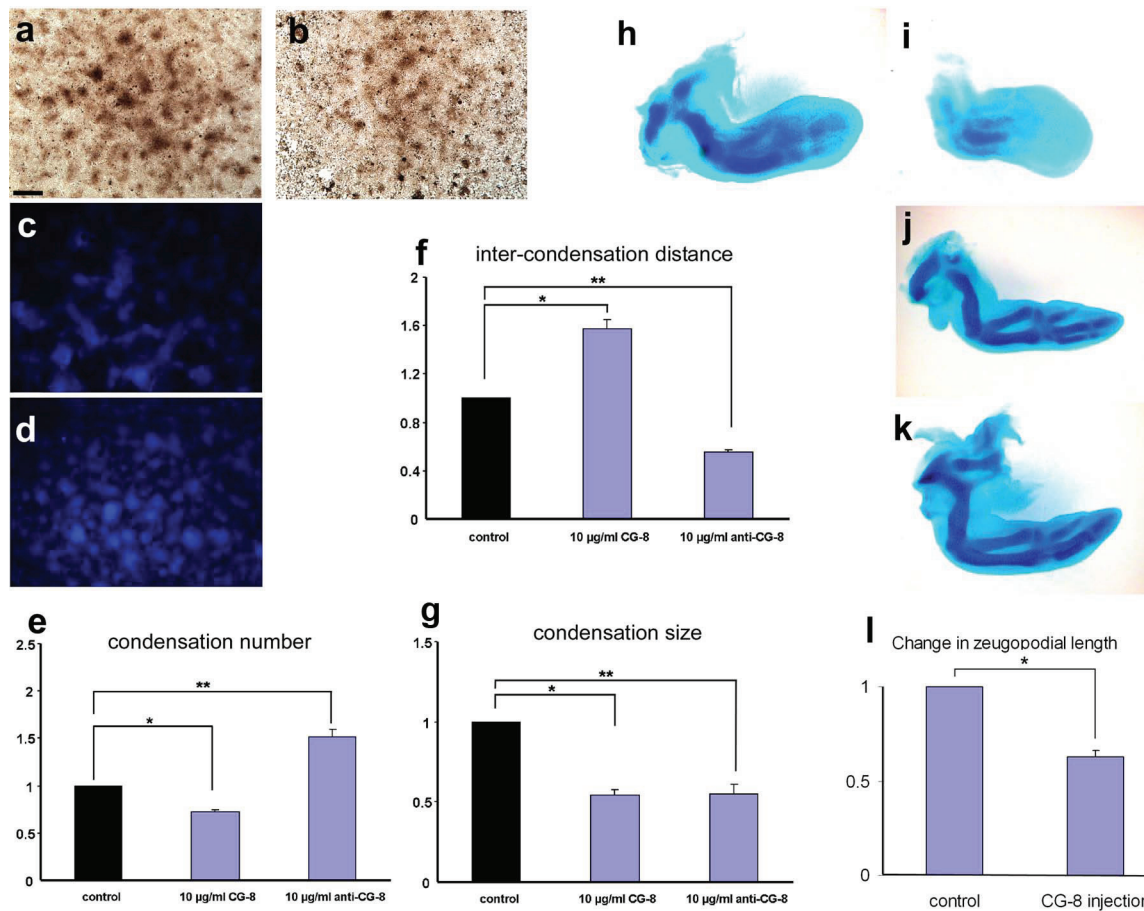 a
b
c
d
h
i
j
k
f
inter-condensation distance
2
1.6
1.2
0.8
0.4
0
*
**
control
10 µg/ml CG-8
10 µg/ml anti-CG-8
e
condensation number
2.5
2
1.5
1
0.5
0
*
**
control
10 µg/ml CG-8
10 µg/ml anti-CG-8
g
condensation size
1.5
1
0.5
0
*
**
control
10 µg/ml CG-8
10 µg/ml anti-CG-8
l
Change in zeugopodial length
1
0.5
0
*
control
CG-8 injection